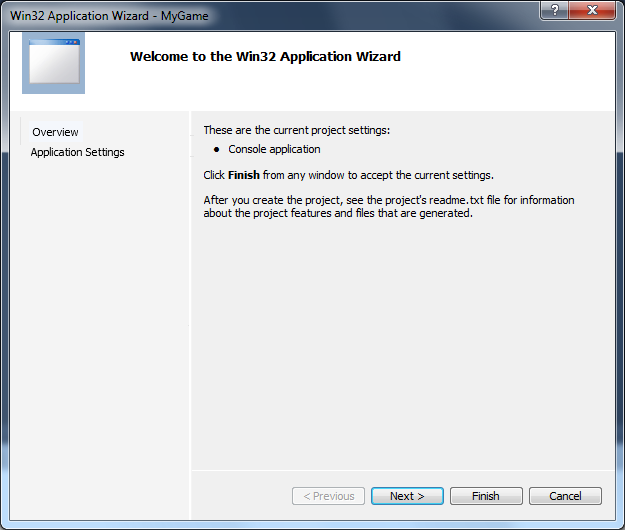 Win32 Application Wizard - MyGame
?
Welcome to the Win32 Application Wizard
Overview
Application Settings
These are the current project settings:
• Console application
Click Finish from any window to accept the current settings.
After you create the project, see the project's readme.txt file for information
about the project features and files that are generated.
< Previous
Next >
Finish
Cancel